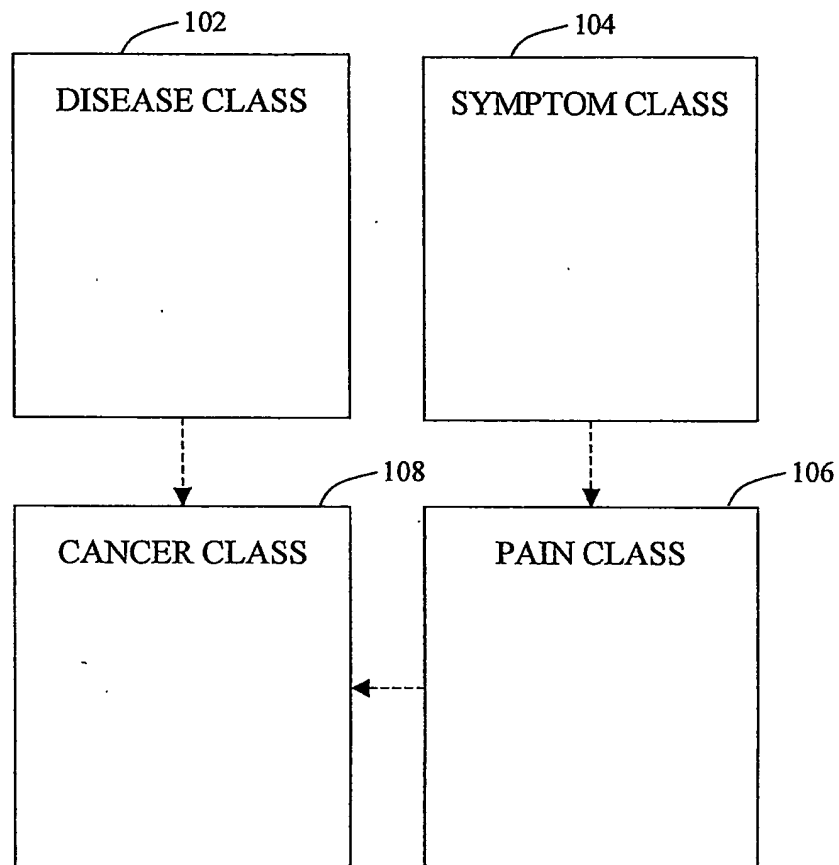 102
104
DISEASE CLASS
SYMPTOM CLASS
108
106
CANCER CLASS
PAIN CLASS